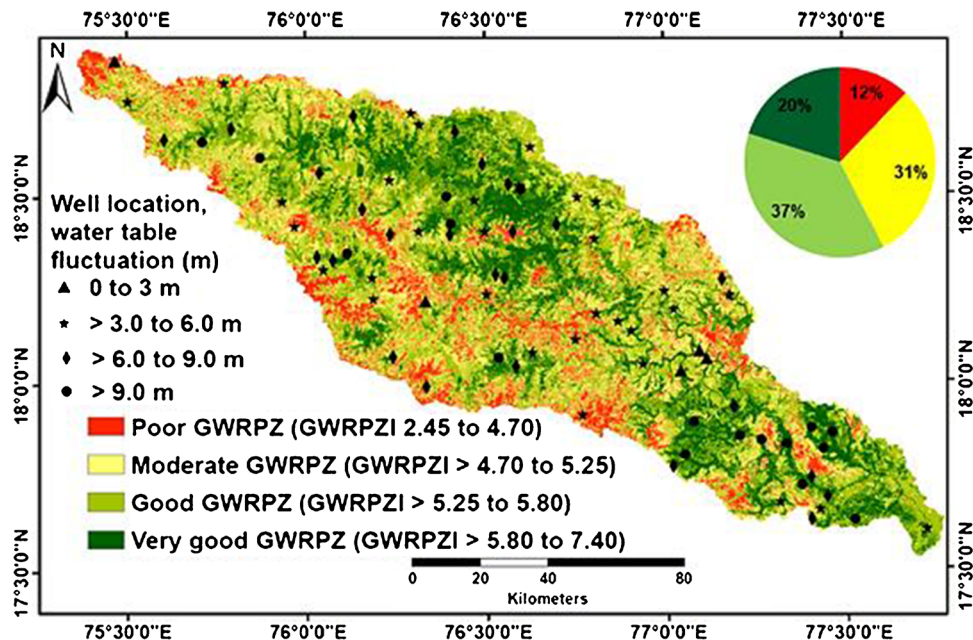 75°30'0"E 76°0'0"E 76°30'0"E 77°0'0"E 77°30'0"E
N
20%
12%
31%
37%
18°30'0"N
18°30'0"N
Well location,
water table
fluctuation (m)
0 to 3 m
> 3.0 to 6.0 m
> 6.0 to 9.0 m
> 9.0 m
18°0'0"N
18°0'0"N
Poor GWRPZ (GWRPZI 2.45 to 4.70)
Moderate GWRPZ (GWRPZI > 4.70 to 5.25)
Good GWRPZ (GWRPZI > 5.25 to 5.80)
Very good GWRPZ (GWRPZI > 5.80 to 7.40)
17°30'0"N
17°30'0"N
0 20 40 80
Kilometers
75°30'0"E 76°0'0"E 76°30'0"E 77°0'0"E 77°30'0"E